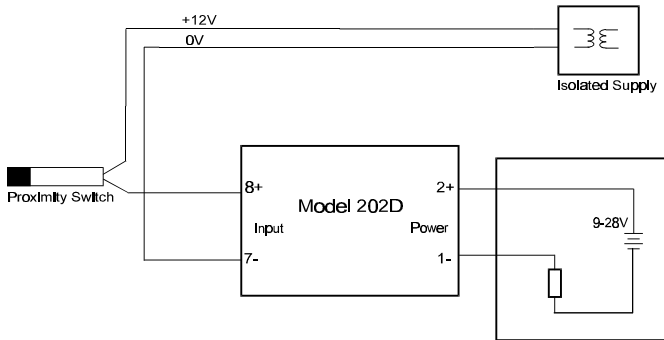 +12V
0V
Isolated Supply
Proximity Switch
8+
2+
Model 202D
Input
Power
9-28V
7-
1-